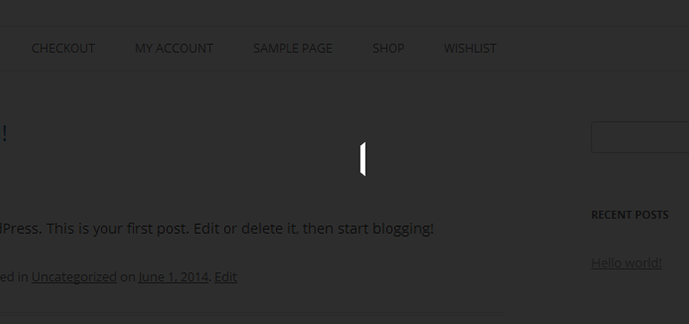 CHECKOUT MY ACCOUNT SAMPLE PAGE SHOP WISHLIST
!
Press. This is your first post. Edit or delete it, then start blogging!
RECENT POSTS
Hello world!
ed in Uncategorized on June 1, 2014. Edit